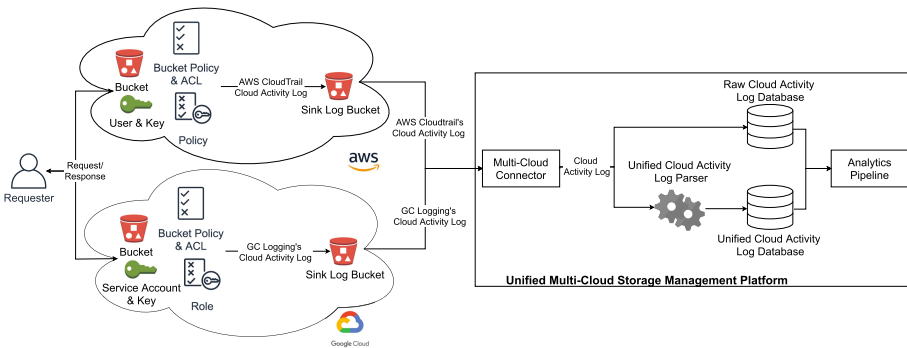 Requester
Request/
Response
Bucket
User & Key
Bucket Policy
& ACL
Policy
AWS CloudTrail
Cloud Activity Log
Sink Log Bucket
aws
AWS Cloudtrail's
Cloud Activity Log
Bucket
Service Account
& Key
Bucket Policy
& ACL
Role
GC Logging's
Cloud Activity Log
Sink Log Bucket
Google Cloud
GC Logging's
Cloud Activity Log
Multi-Cloud
Connector
Cloud
Activity Log
Raw Cloud Activity
Log Database
Unified Cloud Activity
Log Parser
Unified Cloud Activity
Log Database
Analytics
Pipeline
Unified Multi-Cloud Storage Management Platform